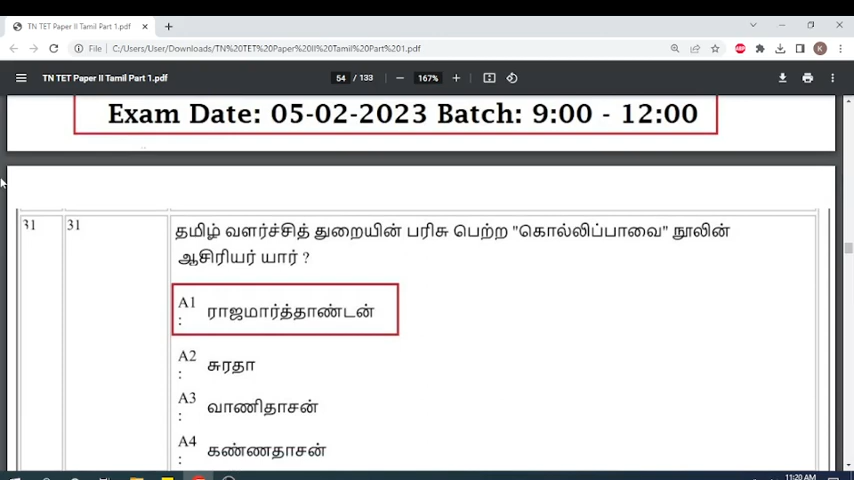 TN TET Paper II Tamil Part 1.pdf
File C:/Users/User/Downloads/TN%20TET%20Paper%20II%20Tamil%20Part%201.pdf
TN TET Paper II Tamil Part 1.pdf 54 / 133 167%
Exam Date: 05-02-2023 Batch: 9:00 - 12:00
31 31 தமிழ் வளர்ச்சித் துறையின் பரிசு பெற்ற "கொல்லிப்பாவை" நூலின்
ஆசிரியர் யார் ?
A1 : ராஜமார்த்தாண்டன்
A2 : சுரதா
A3 : வாணிதாசன்
A4 : கண்ணதாசன்
11:20 AM